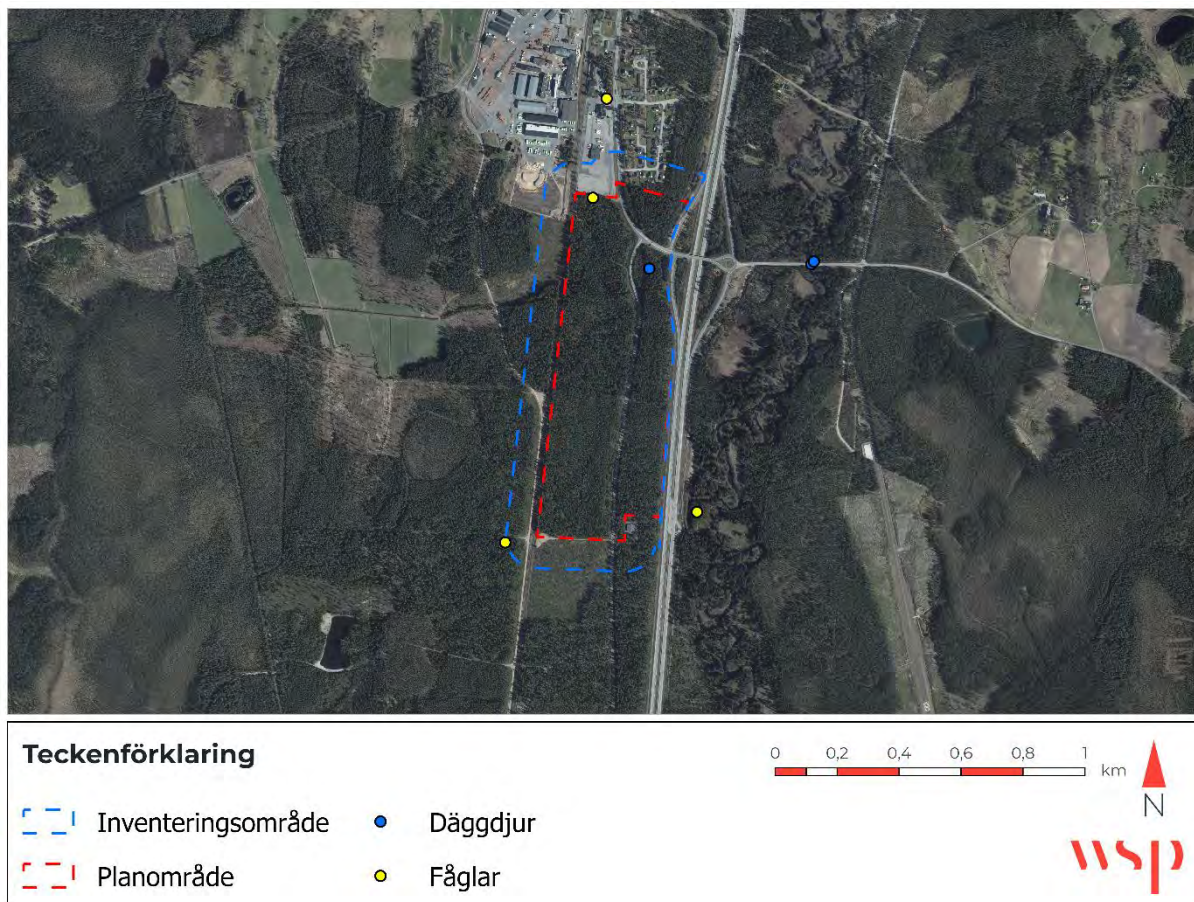 Teckenförklaring
0 0,2 0,4 0,6 0,8 1
km
N
Inventeringsområde
Däggdjur
Planområde
Fåglar
wsp